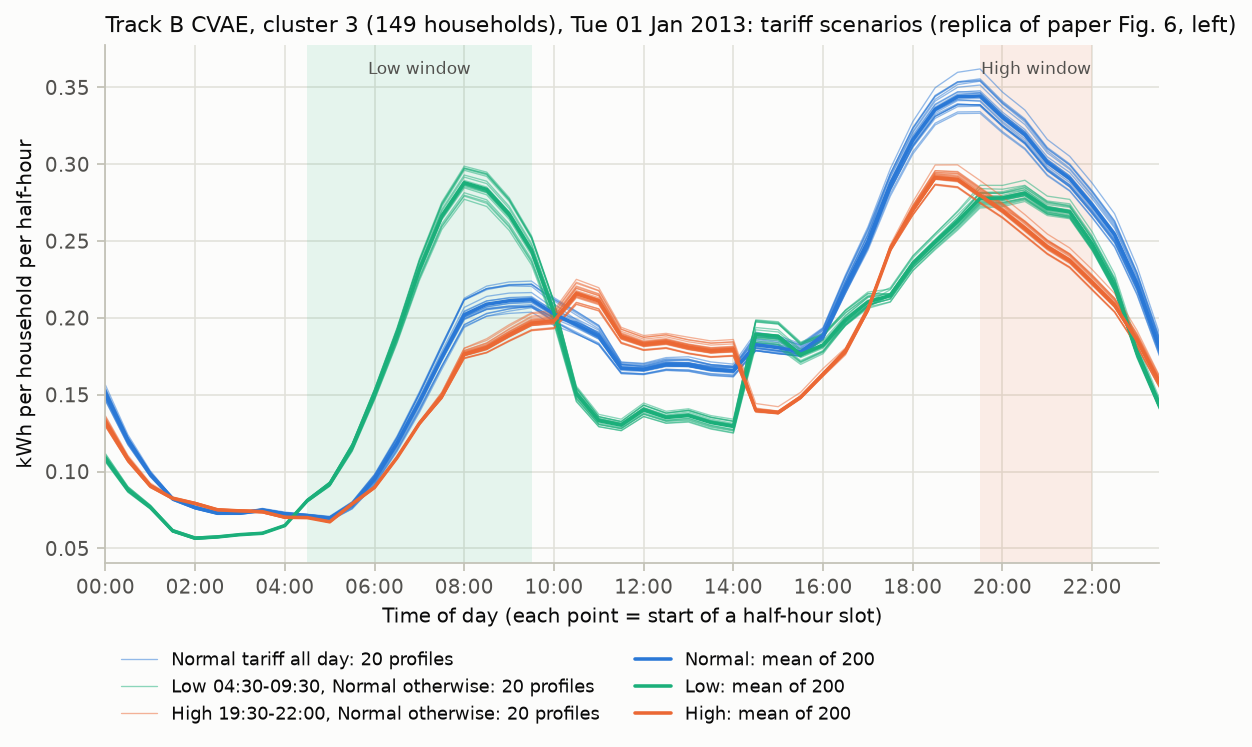 Track B CVAE, cluster 3 (149 households), Tue 01 Jan 2013: tariff scenarios (replica of paper Fig. 6, left)
Low window
High window
0.35
0.30
0.25
0.20
0.15
0.10
0.05
kWh per household per half-hour
00:00 02:00 04:00 06:00 08:00 10:00 12:00 14:00 16:00 18:00 20:00 22:00
Time of day (each point = start of a half-hour slot)
Normal tariff all day: 20 profiles
Low 04:30-09:30, Normal otherwise: 20 profiles
High 19:30-22:00, Normal otherwise: 20 profiles
Normal: mean of 200
Low: mean of 200
High: mean of 200